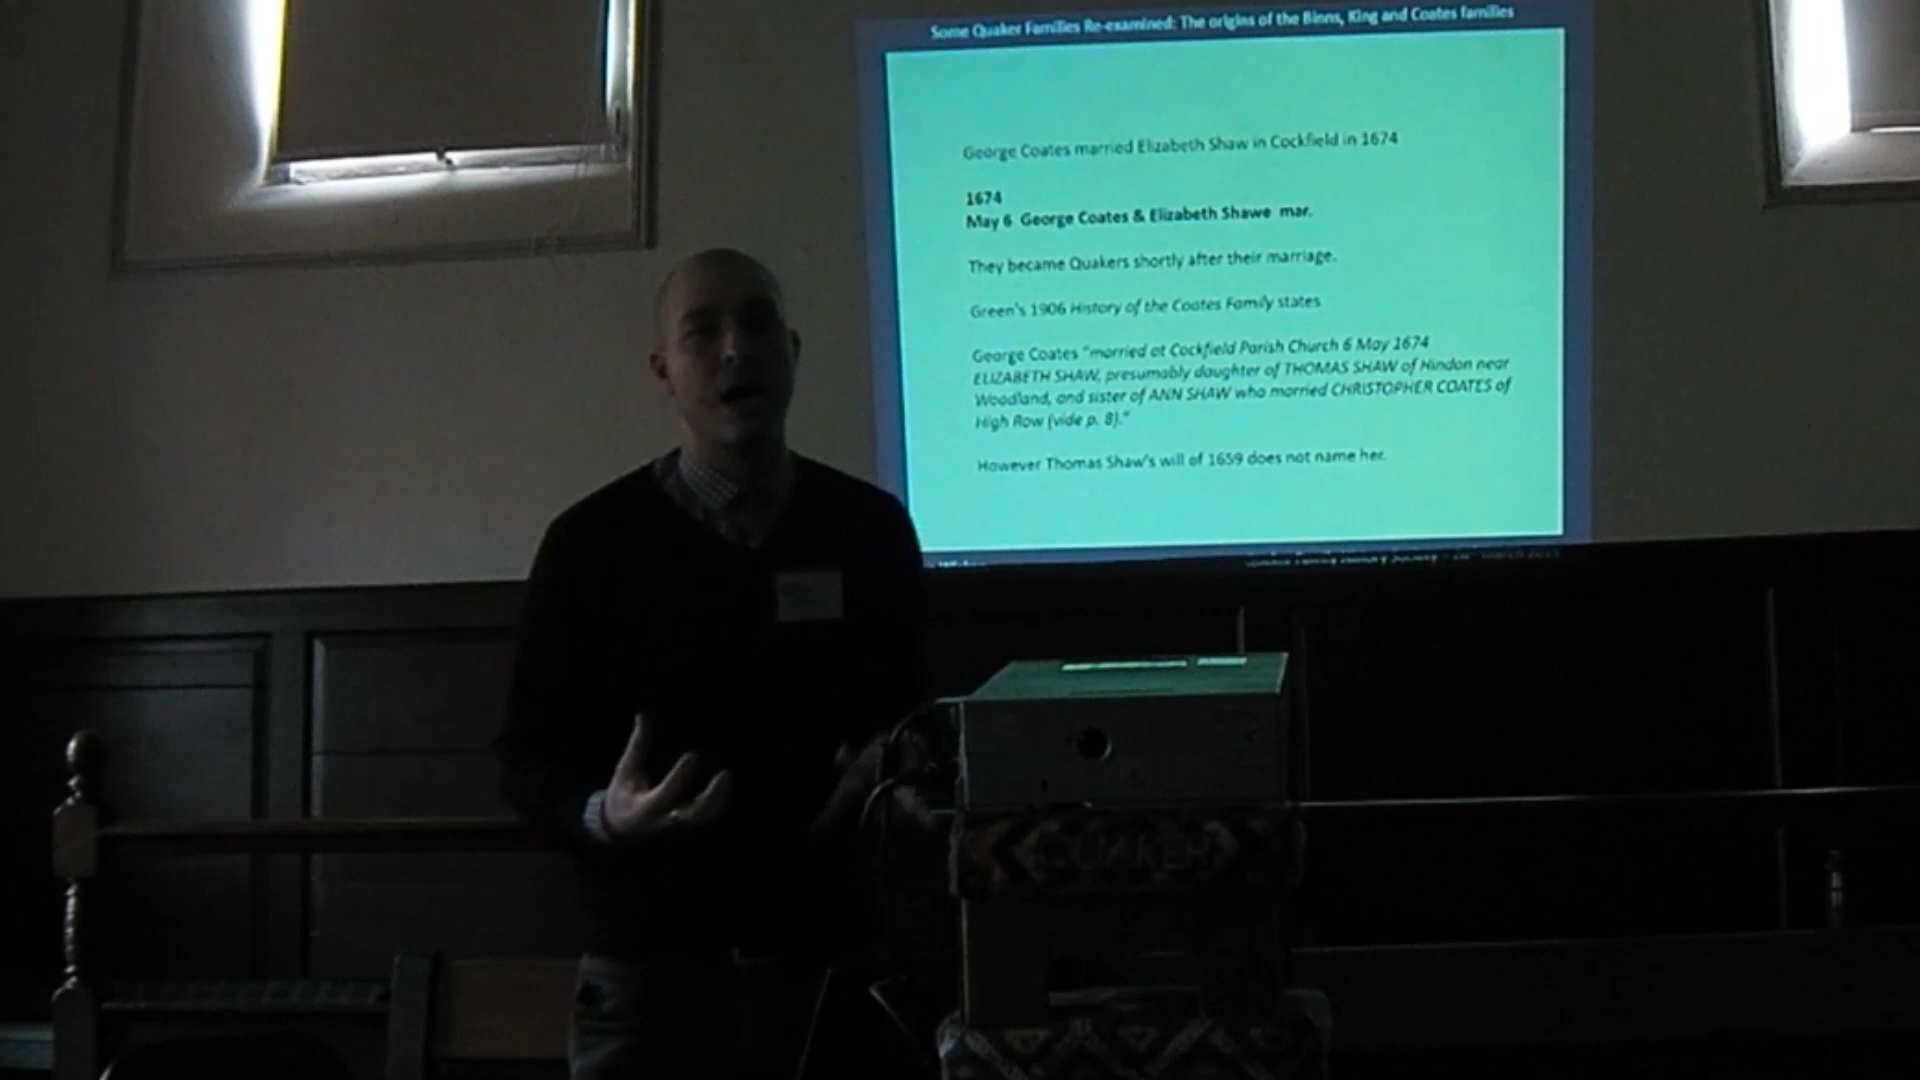 Some Quaker Families Re-examined: The origins of the Binns, King and Coates families
George Coates married Elizabeth Shaw in Cockfield in 1674
1674
May 6 George Coates & Elizabeth Shawe mar.
They became Quakers shortly after their marriage.
Green's 1906 History of the Coates Family states
George Coates "married at Cockfield Parish Church 6 May 1674
ELIZABETH SHAW, presumably daughter of THOMAS SHAW of Hindon near
Woodland, and sister of ANN SHAW who married CHRISTOPHER COATES of
High Row (vide p. 8)."
However Thomas Shaw's will of 1659 does not name her.
Family History Society
QUAKER